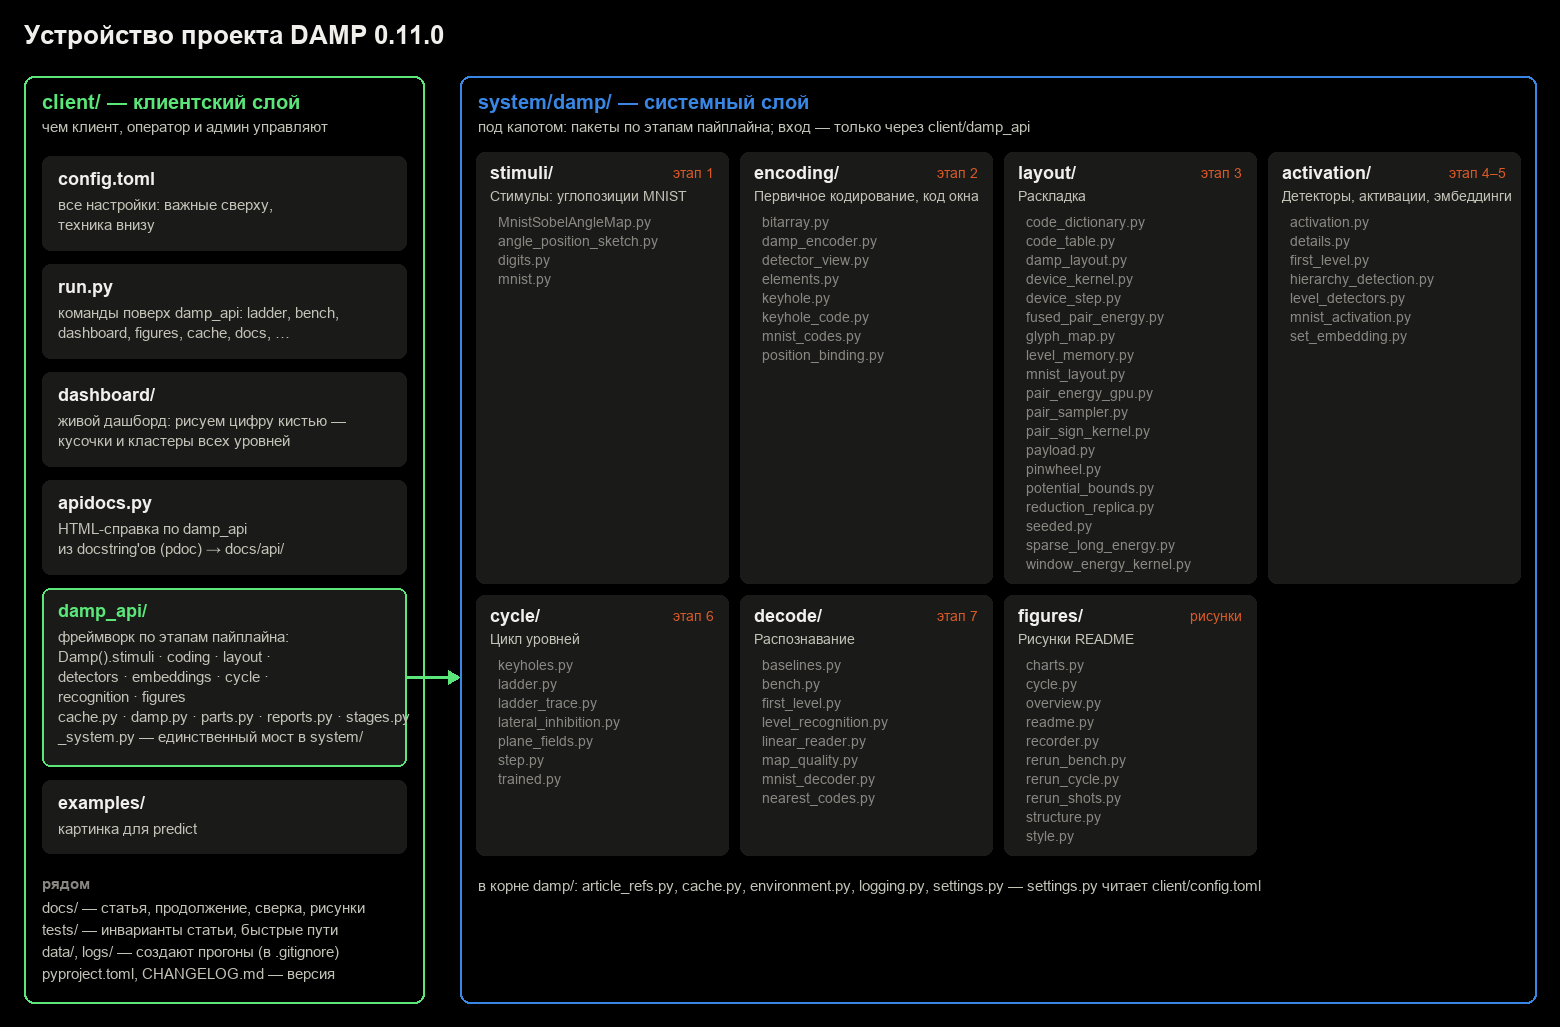 Устройство проекта DAMP 0.11.0
client/ — клиентский слой
чем клиент, оператор и админ управляют
config.toml
все настройки: важные сверху,
техника внизу
run.py
команды поверх damp_api: ladder, bench,
dashboard, figures, cache, docs, …
dashboard/
живой дашборд: рисуем цифру кистью —
кусочки и кластеры всех уровней
apidocs.py
HTML-справка по damp_api
из docstring'ов (pdoc) → docs/api/
damp_api/
фреймворк по этапам пайплайна:
Damp().stimuli · coding · layout ·
detectors · embeddings · cycle ·
recognition · figures
cache.py · damp.py · parts.py · reports.py · stages.py
_system.py — единственный мост в system/
examples/
картинка для predict
рядом
docs/ — статья, продолжение, сверка, рисунки
tests/ — инварианты статьи, быстрые пути
data/, logs/ — создают прогоны (в .gitignore)
pyproject.toml, CHANGELOG.md — версия
system/damp/ — системный слой
под капотом: пакеты по этапам пайплайна; вход — только через client/damp_api
stimuli/ этап 1
Стимулы: углопозиции MNIST
MnistSobelAngleMap.py
angle_position_sketch.py
digits.py
mnist.py
encoding/ этап 2
Первичное кодирование, код окна
bitarray.py
damp_encoder.py
detector_view.py
elements.py
keyhole.py
keyhole_code.py
mnist_codes.py
position_binding.py
layout/ этап 3
Раскладка
code_dictionary.py
code_table.py
damp_layout.py
device_kernel.py
device_step.py
fused_pair_energy.py
glyph_map.py
level_memory.py
mnist_layout.py
pair_energy_gpu.py
pair_sampler.py
pair_sign_kernel.py
payload.py
pinwheel.py
potential_bounds.py
reduction_replica.py
seeded.py
sparse_long_energy.py
window_energy_kernel.py
activation/ этап 4–5
Детекторы, активации, эмбеддинги
activation.py
details.py
first_level.py
hierarchy_detection.py
level_detectors.py
mnist_activation.py
set_embedding.py
cycle/ этап 6
Цикл уровней
keyholes.py
ladder.py
ladder_trace.py
lateral_inhibition.py
plane_fields.py
step.py
trained.py
decode/ этап 7
Распознавание
baselines.py
bench.py
first_level.py
level_recognition.py
linear_reader.py
map_quality.py
mnist_decoder.py
nearest_codes.py
figures/ рисунки
Рисунки README
charts.py
cycle.py
overview.py
readme.py
recorder.py
rerun_bench.py
rerun_cycle.py
rerun_shots.py
structure.py
style.py
в корне damp/: article_refs.py, cache.py, environment.py, logging.py, settings.py — settings.py читает client/config.toml